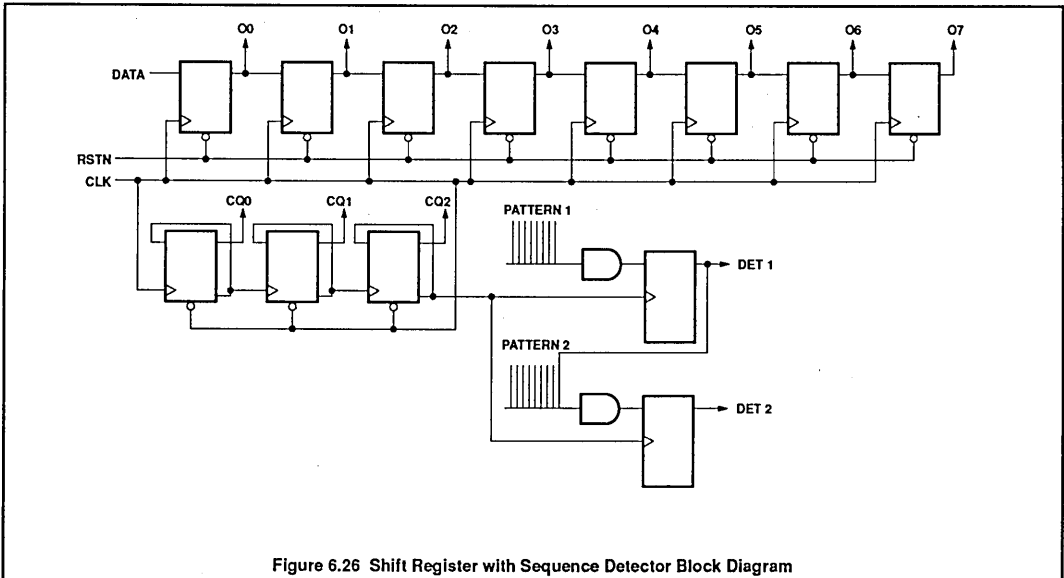 O0 O1 O2 O3 O4 O5 O6 O7
DATA
RSTN
CLK
CQ0 CQ1 CQ2
PATTERN 1
DET 1
PATTERN 2
DET 2
Figure 6.26 Shift Register with Sequence Detector Block Diagram